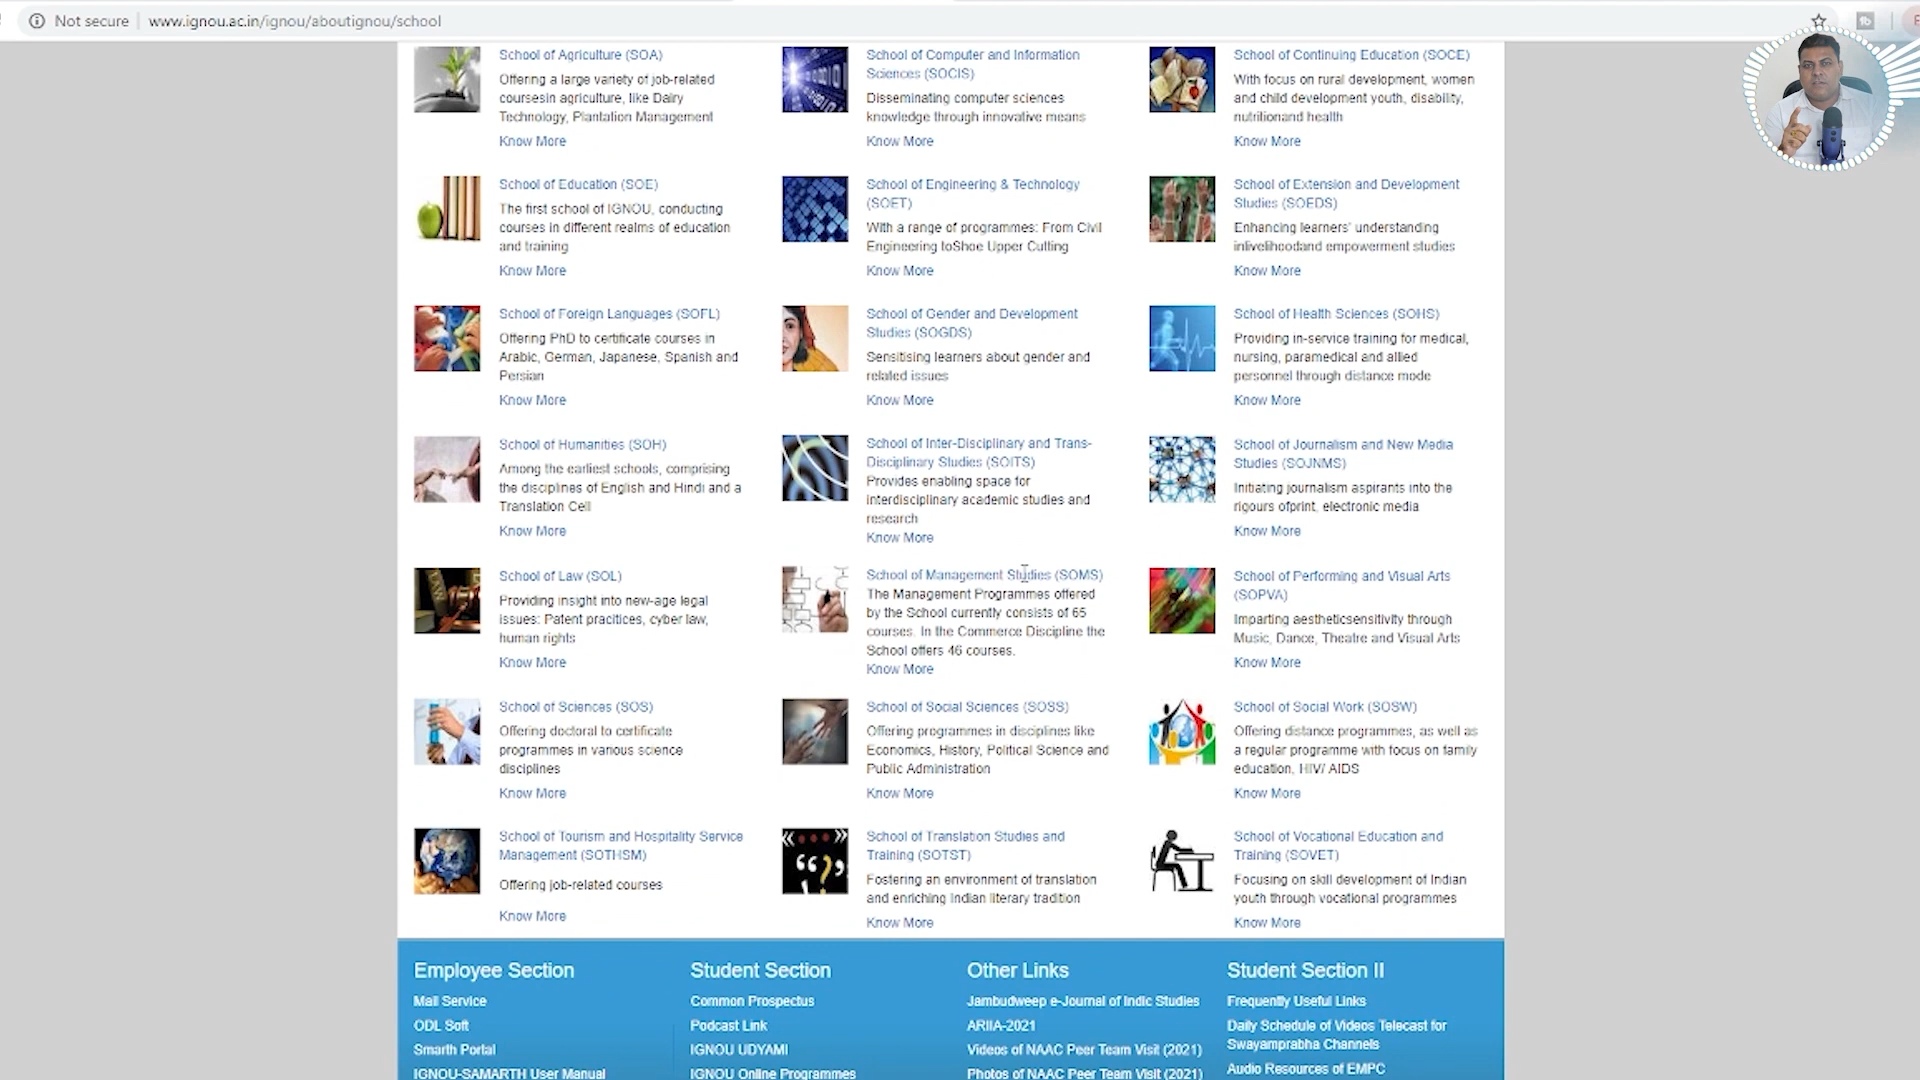 Not secure
www.ignou.ac.in/ignou/aboutignou/school
School of Agriculture (SOA)
Offering a large variety of job-related
coursesin agriculture, like Dairy
Technology, Plantation Management
Know More
School of Computer and Information
Sciences (SOCIS)
Disseminating computer sciences
knowledge through innovative means
Know More
School of Continuing Education (SOCE)
With focus on rural development, women
and child development youth, disability,
nutritionand health
Know More
School of Education (SOE)
The first school of IGNOU, conducting
courses in different realms of education
and training
Know More
School of Engineering & Technology
(SOET)
With a range of programmes: From Civil
Engineering toShoe Upper Cutting
Know More
School of Extension and Development
Studies (SOEDS)
Enhancing learners' understanding
inlivelihoodand empowerment studies
Know More
School of Foreign Languages (SOFL)
Offering PhD to certificate courses in
Arabic, German, Japanese, Spanish and
Persian
Know More
School of Gender and Development
Studies (SOGDS)
Sensitising learners about gender and
related issues
Know More
School of Health Sciences (SOHS)
Providing in-service training for medical,
nursing, paramedical and allied
personnel through distance mode
Know More
School of Humanities (SOH)
Among the earliest schools, comprising
the disciplines of English and Hindi and a
Translation Cell
Know More
School of Inter-Disciplinary and Trans-
Disciplinary Studies (SOITS)
Provides enabling space for
interdisciplinary academic studies and
research
Know More
School of Journalism and New Media
Studies (SOJNMS)
Initiating journalism aspirants into the
rigours ofprint, electronic media
Know More
School of Law (SOL)
Providing insight into new-age legal
issues: Patent practices, cyber law,
human rights
Know More
School of Management Studies (SOMS)
The Management Programmes offered
by the School currently consists of 65
courses. In the Commerce Discipline the
School offers 46 courses.
Know More
School of Performing and Visual Arts
(SOPVA)
Imparting aestheticsensitivity through
Music, Dance, Theatre and Visual Arts
Know More
School of Sciences (SOS)
Offering doctoral to certificate
programmes in various science
disciplines
Know More
School of Social Sciences (SOSS)
Offering programmes in disciplines like
Economics, History, Political Science and
Public Administration
Know More
School of Social Work (SOSW)
Offering distance programmes, as well as
a regular programme with focus on family
education, HIV/ AIDS
Know More
School of Tourism and Hospitality Service
Management (SOTHSM)
Offering job-related courses
Know More
School of Translation Studies and
Training (SOTST)
Fostering an environment of translation
and enriching Indian literary tradition
Know More
School of Vocational Education and
Training (SOVET)
Focusing on skill development of Indian
youth through vocational programmes
Know More
Employee Section
Mail Service
ODL Soft
Smarth Portal
IGNOU-SAMARTH User Manual
Student Section
Common Prospectus
Podcast Link
IGNOU UDYAMI
IGNOU Online Programmes
Other Links
Jambudweep e-Journal of Indic Studies
ARIIA-2021
Videos of NAAC Peer Team Visit (2021)
Photos of NAAC Peer Team Visit (2021)
Student Section II
Frequently Useful Links
Daily Schedule of Videos Telecast for
Swayamprabha Channels
Audio Resources of EMPC